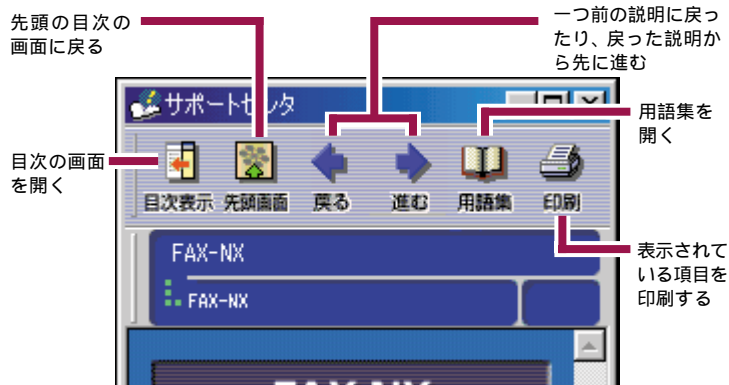 先頭の目次の
画面に戻る
一つ前の説明に戻っ
たり、戻った説明か
ら先に進む
用語集を
開く
目次の画面
を開く
表示されて
いる項目を
印刷する
サポートセンタ
目次表示 先頭画面 戻る 進む 用語集 印刷
FAX-NX
FAX-NX
FAX-NX